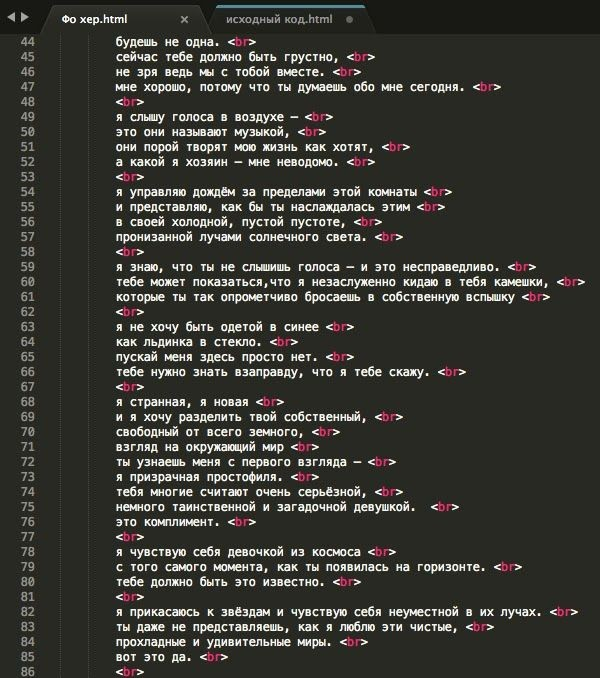 Фо хер.html × исходный код.html
44 будешь не одна. <br>
45 сейчас тебе должно быть грустно, <br>
46 не зря ведь мы с тобой вместе. <br>
47 мне хорошо, потому что ты думаешь обо мне сегодня. <br>
48 <br>
49 я слышу голоса в воздухе — <br>
50 это они называют музыкой, <br>
51 они порой творят мою жизнь как хотят, <br>
52 а какой я хозяин — мне неводомо. <br>
53 <br>
54 я управляю дождём за пределами этой комнаты <br>
55 и представляю, как бы ты наслаждалась этим <br>
56 в своей холодной, пустой пустоте, <br>
57 пронизанной лучами солнечного света. <br>
58 <br>
59 я знаю, что ты не слышишь голоса — и это несправедливо. <br>
60 тебе может показаться,что я незаслуженно кидаю в тебя камешки, <br>
61 которые ты так опрометчиво бросаешь в собственную вспышку <br>
62 <br>
63 я не хочу быть одетой в синее <br>
64 как льдинка в стекло. <br>
65 пускай меня здесь просто нет. <br>
66 тебе нужно знать взаправду, что я тебе скажу. <br>
67 <br>
68 я странная, я новая <br>
69 и я хочу разделить твой собственный, <br>
70 свободный от всего земного, <br>
71 взгляд на окружающий мир <br>
72 ты узнаешь меня с первого взгляда — <br>
73 я призрачная простофиля. <br>
74 тебя многие считают очень серьёзной, <br>
75 немного таинственной и загадочной девушкой. <br>
76 это комплимент. <br>
77 <br>
78 я чувствую себя девочкой из космоса <br>
79 с того самого момента, как ты появилась на горизонте. <br>
80 тебе должно быть это известно. <br>
81 <br>
82 я прикасаюсь к звёздам и чувствую себя неуместной в их лучах. <br>
83 ты даже не представляешь, как я люблю эти чистые, <br>
84 прохладные и удивительные миры. <br>
85 вот это да. <br>
86 <br>